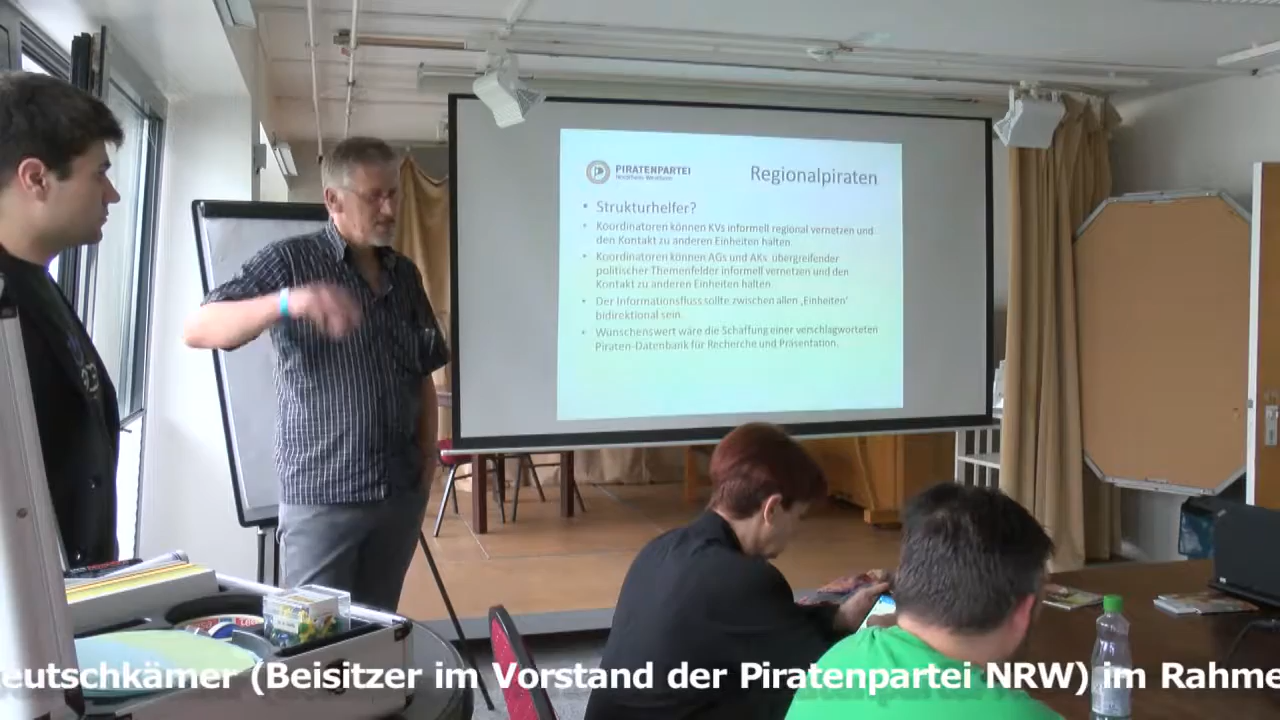 PIRATENPARTEI
Nordrhein-Westfalen
Regionalpiraten
• Strukturhelfer?
• Koordinatoren können KVs informell regional vernetzen und
den Kontakt zu anderen Einheiten halten.
• Koordinatoren können AGs und AKs übergreifender
politischer Themenfelder informell vernetzen und den
Kontakt zu anderen Einheiten halten.
• Der Informationsfluss sollte zwischen allen ‚Einheiten'
bidirektional sein.
• Wünschenswert wäre die Schaffung einer verschlagworteten
Piraten-Datenbank für Recherche und Präsentation.
eutschkämer (Beisitzer im Vorstand der Piratenpartei NRW) im Rahme